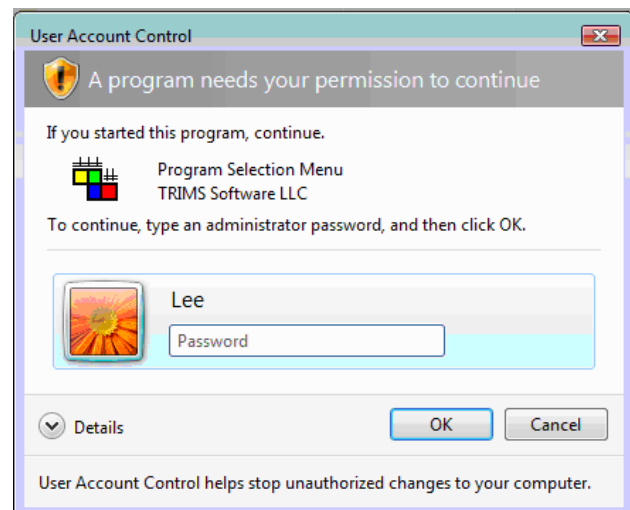 User Account Control
A program needs your permission to continue
If you started this program, continue.
Program Selection Menu
TRIMS Software LLC
To continue, type an administrator password, and then click OK.
Lee
Password
Details
OK
Cancel
User Account Control helps stop unauthorized changes to your computer.